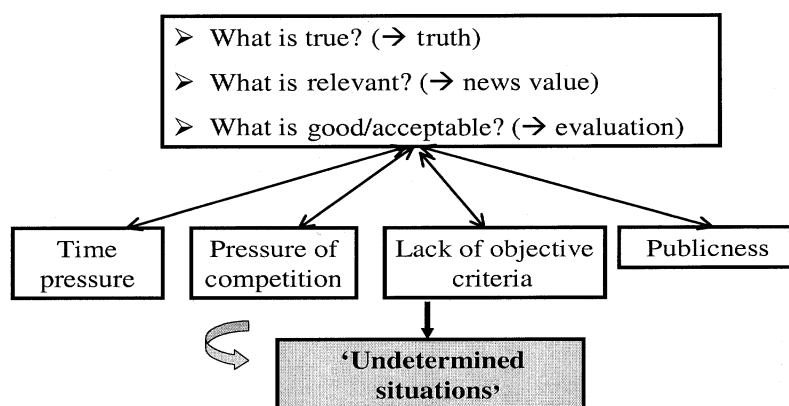 ➢ What is true? (→ truth)
➢ What is relevant? (→ news value)
➢ What is good/acceptable? (→ evaluation)
Time
pressure
Pressure of
competition
Lack of objective
criteria
Publicness
‘Undetermined
situations’